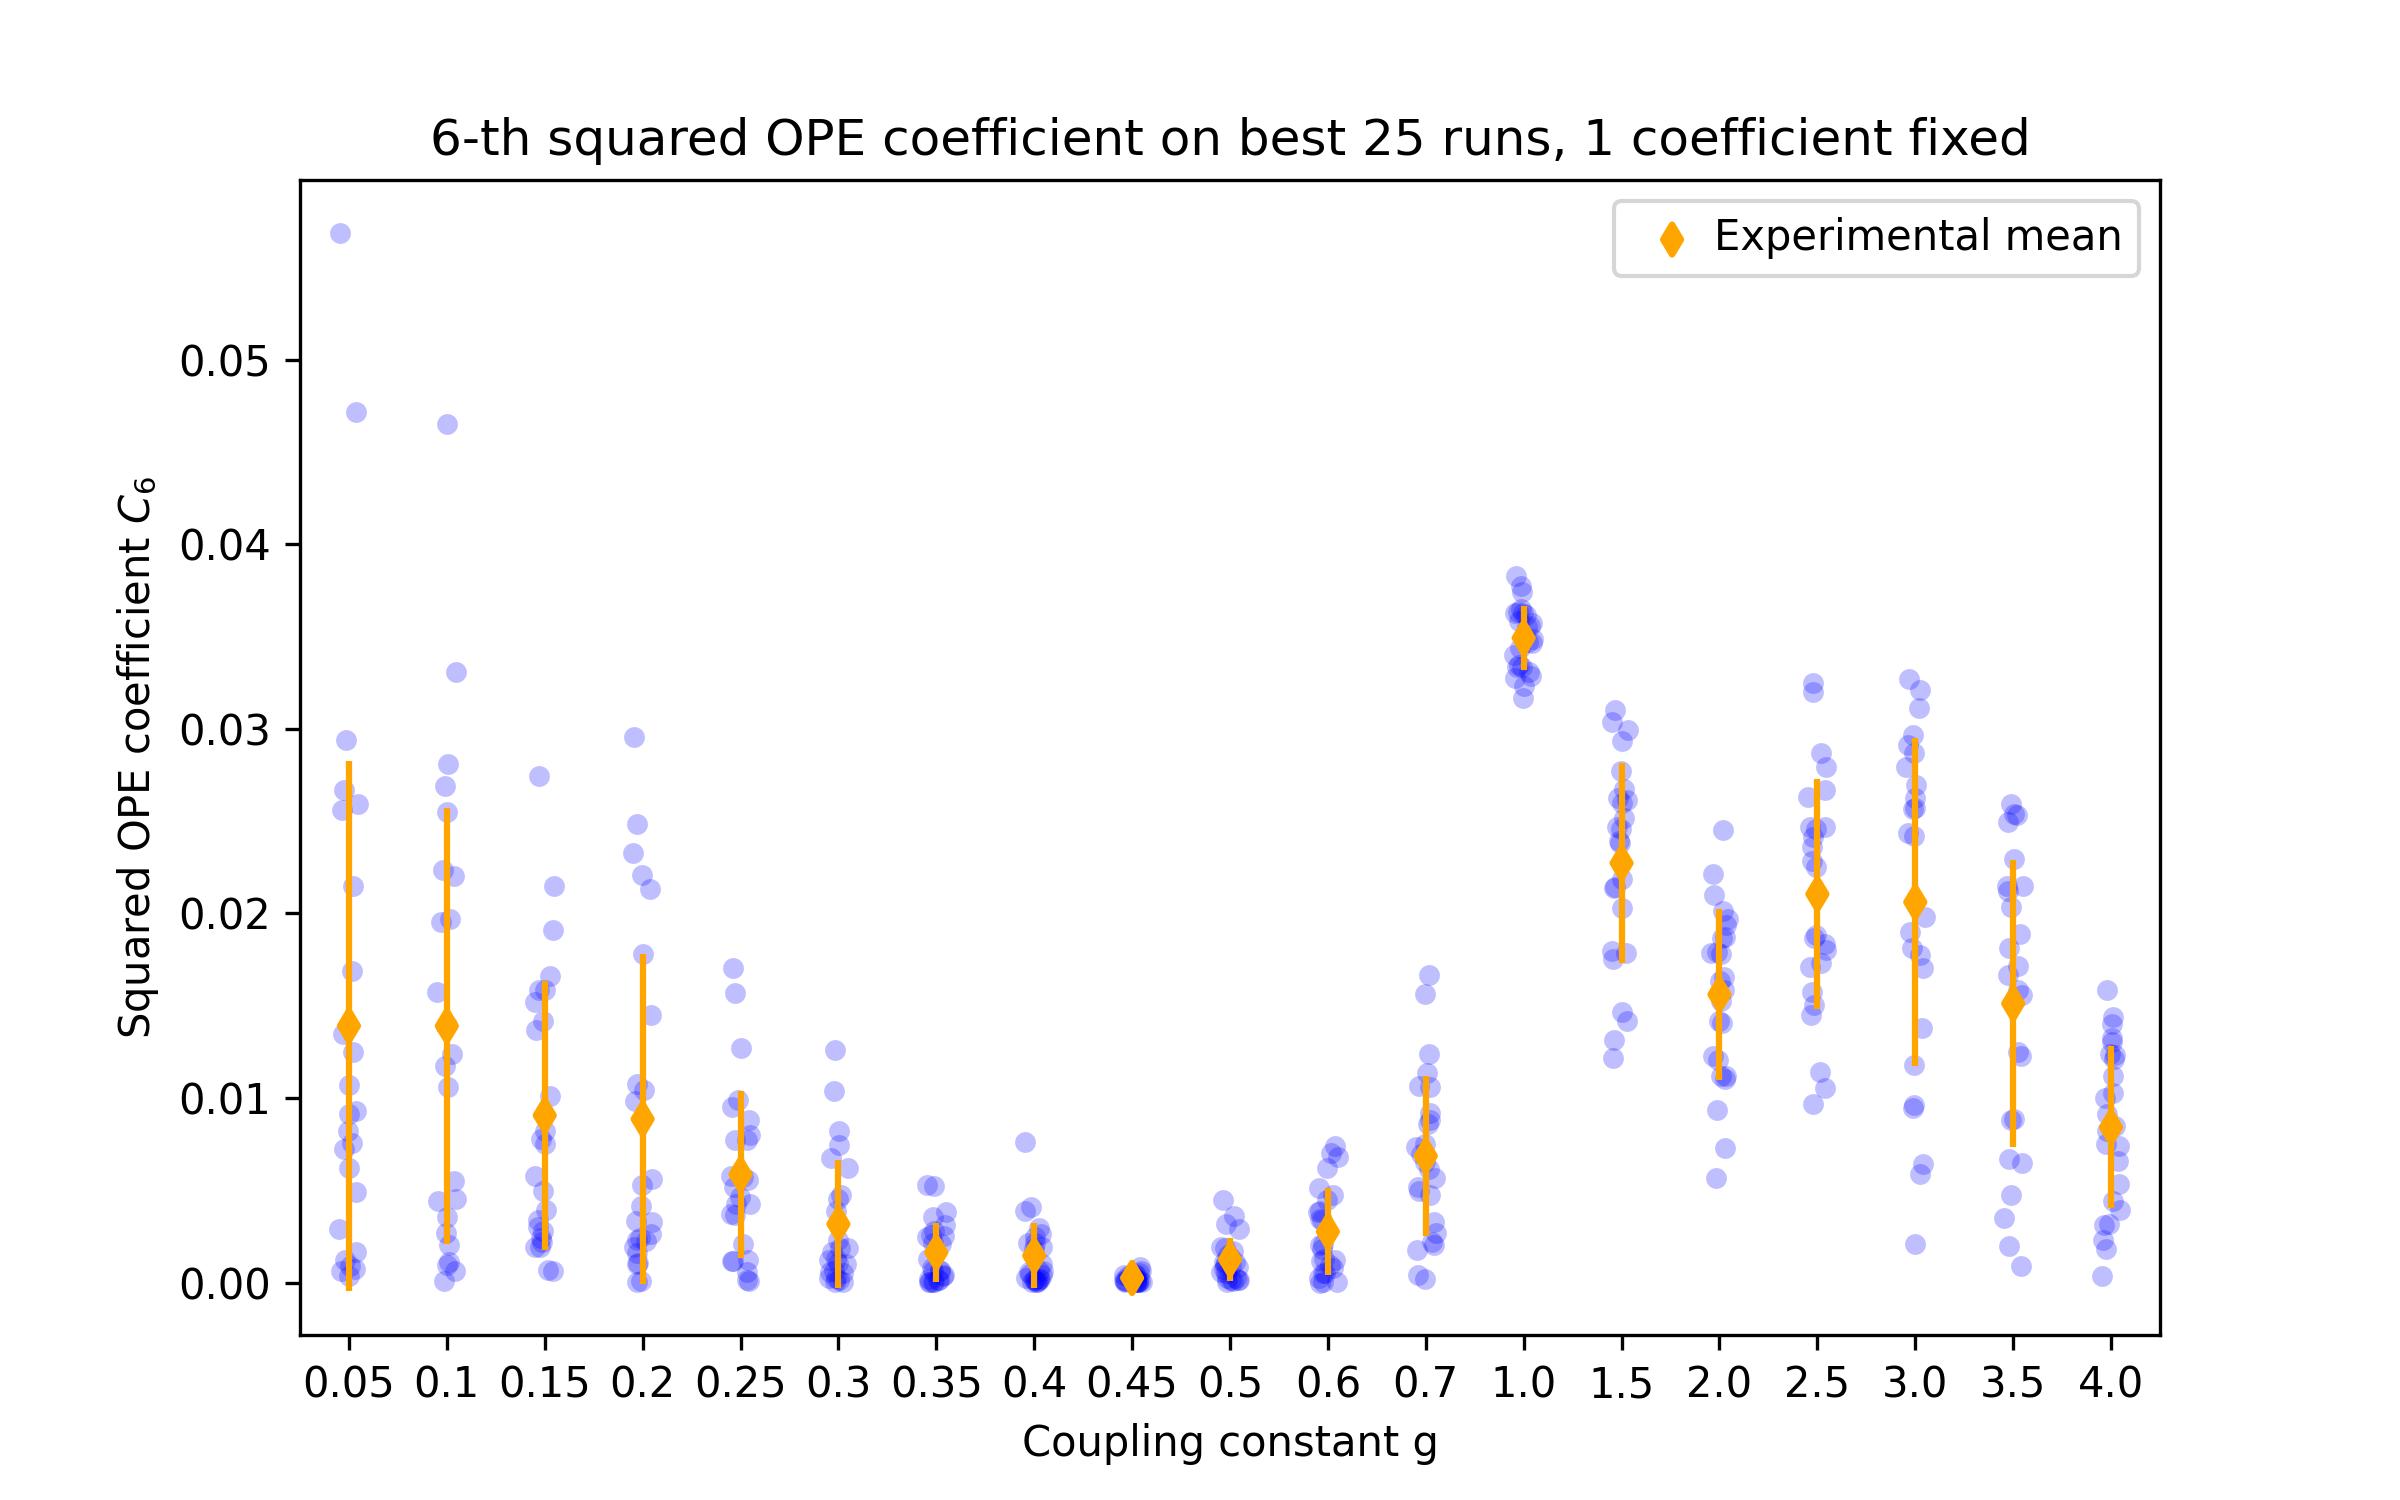 6-th squared OPE coefficient on best 25 runs, 1 coefficient fixed
Experimental mean
Squared OPE coefficient C₆
0.05
0.04
0.03
0.02
0.01
0.00
0.05 0.1 0.15 0.2 0.25 0.3 0.35 0.4 0.45 0.5 0.6 0.7 1.0 1.5 2.0 2.5 3.0 3.5 4.0
Coupling constant g